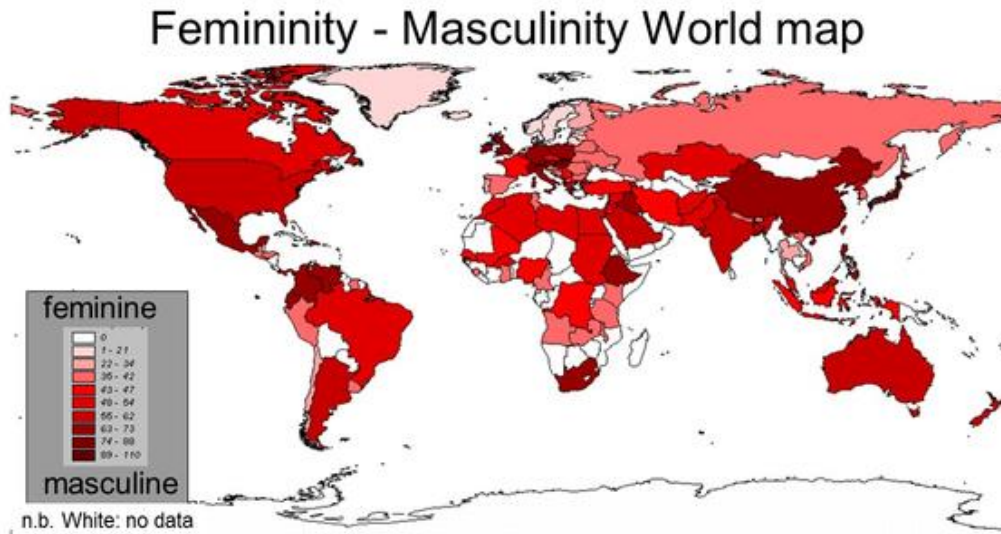 Femininity - Masculinity World map
feminine
0
1 - 21
22 - 34
35 - 42
43 - 47
48 - 54
55 - 62
63 - 73
74 - 88
89 - 110
masculine
n.b. White: no data